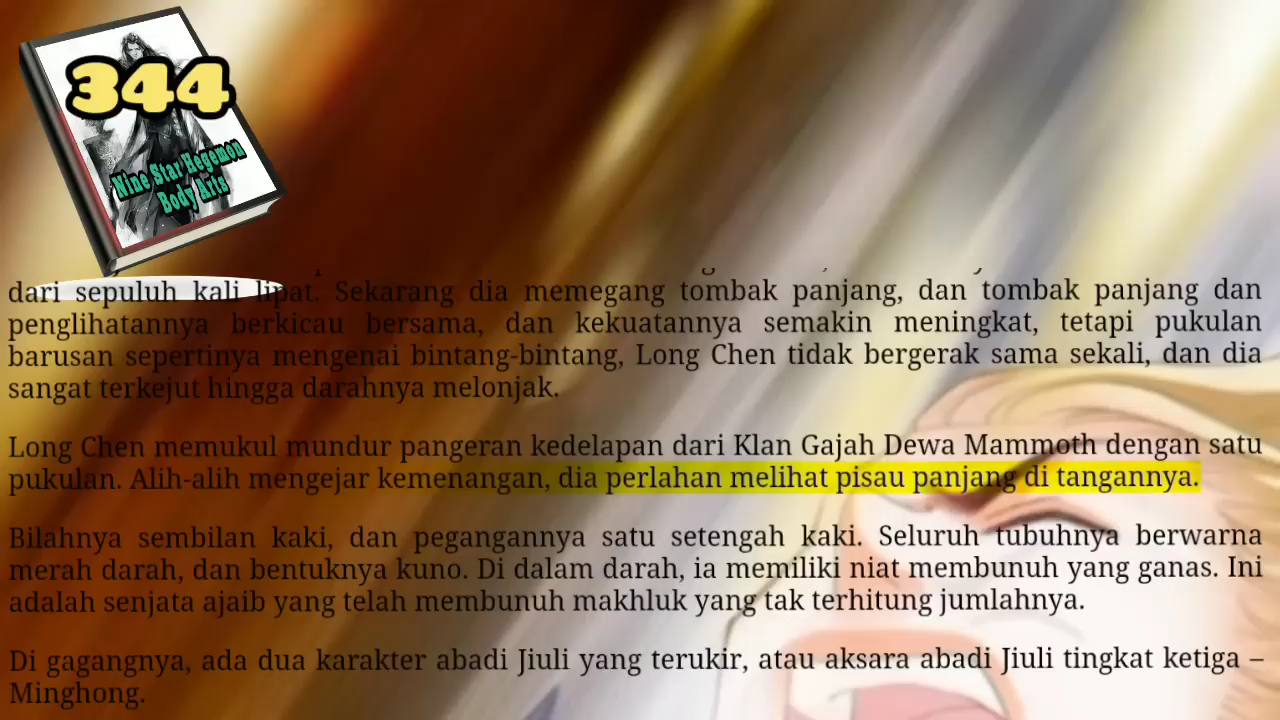 344
Nine Star Hegemon
Body Arts
dari sepuluh kali lipat. Sekarang dia memegang tombak panjang, dan tombak panjang dan
penglihatannya berkicau bersama, dan kekuatannya semakin meningkat, tetapi pukulan
barusan sepertinya mengenai bintang-bintang, Long Chen tidak bergerak sama sekali, dan dia
sangat terkejut hingga darahnya melonjak.
Long Chen memukul mundur pangeran kedelapan dari Klan Gajah Dewa Mammoth dengan satu
pukulan. Alih-alih mengejar kemenangan, dia perlahan melihat pisau panjang di tangannya.
Bilahnya sembilan kaki, dan pegangannya satu setengah kaki. Seluruh tubuhnya berwarna
merah darah, dan bentuknya kuno. Di dalam darah, ia memiliki niat membunuh yang ganas. Ini
adalah senjata ajaib yang telah membunuh makhluk yang tak terhitung jumlahnya.
Di gagangnya, ada dua karakter abadi Jiuli yang terukir, atau aksara abadi Jiuli tingkat ketiga –
Minghong.